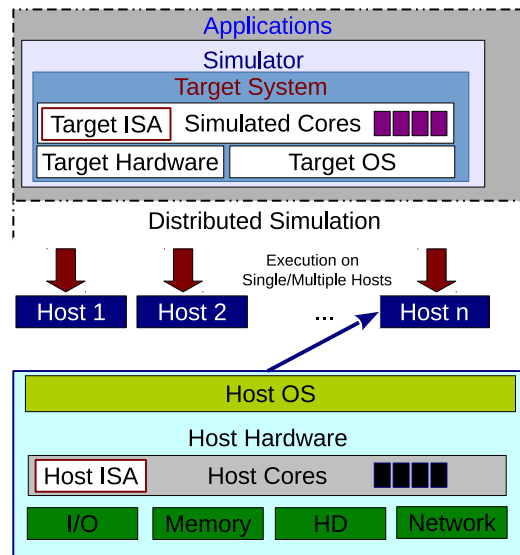 Applications
Simulator
Target System
Target ISA Simulated Cores
Target Hardware Target OS
Distributed Simulation
Execution on
Single/Multiple Hosts
Host 1 Host 2 ... Host n
Host OS
Host Hardware
Host ISA Host Cores
I/O Memory HD Network